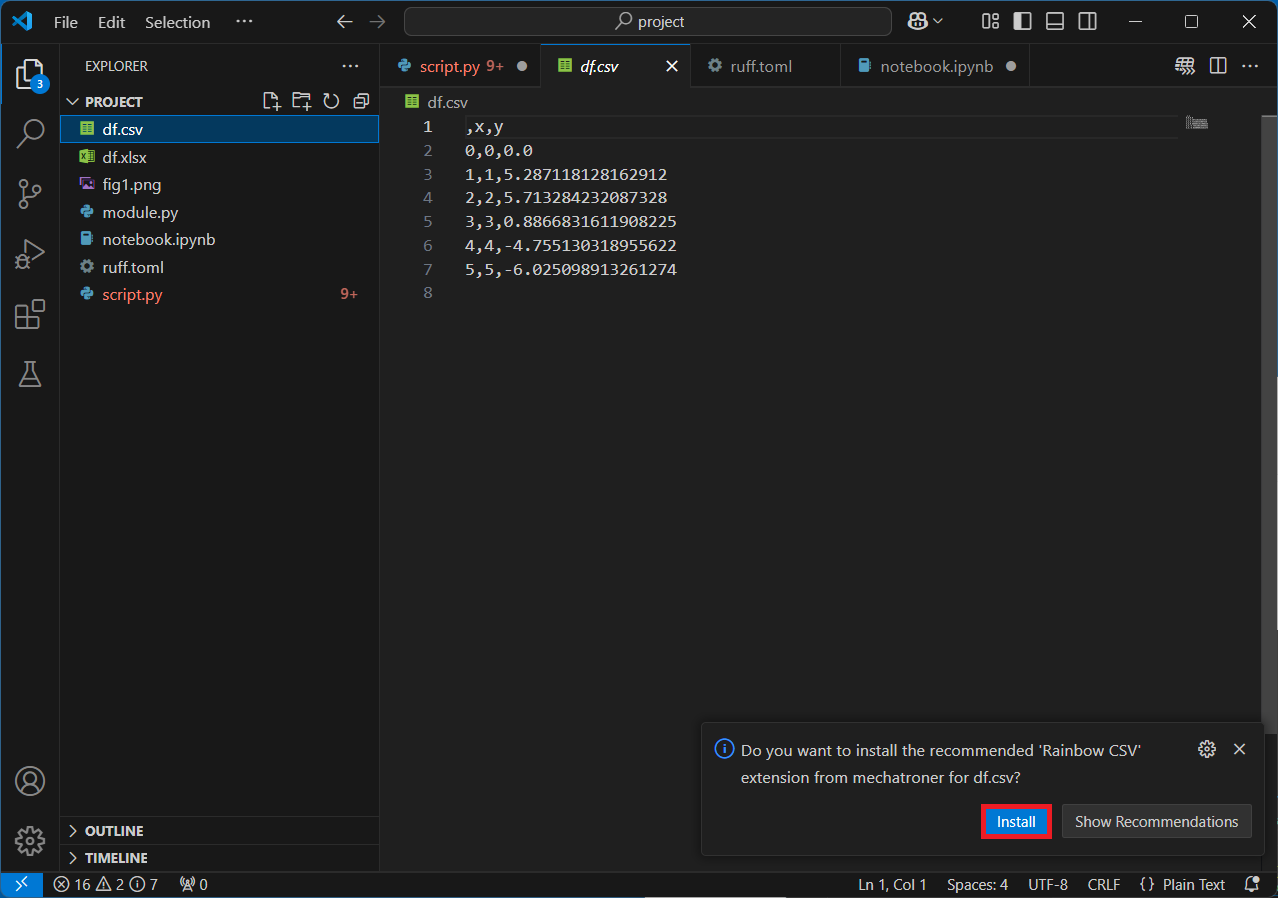 File Edit Selection ··· project
EXPLORER ···
script.py 9+ df.csv ruff.toml notebook.ipynb ···
3
PROJECT
df.csv
df.xlsx
fig1.png
module.py
notebook.ipynb
ruff.toml
script.py 9+
df.csv
1 ,x,y
2 0,0,0.0
3 1,1,5.287118128162912
4 2,2,5.713284232087328
5 3,3,0.8866831611908225
6 4,4,-4.755130318955622
7 5,5,-6.025098913261274
8
Do you want to install the recommended 'Rainbow CSV'
extension from mechatroner for df.csv?
Install Show Recommendations
OUTLINE
TIMELINE
16 2 7 0 Ln 1, Col 1 Spaces: 4 UTF-8 CRLF {} Plain Text